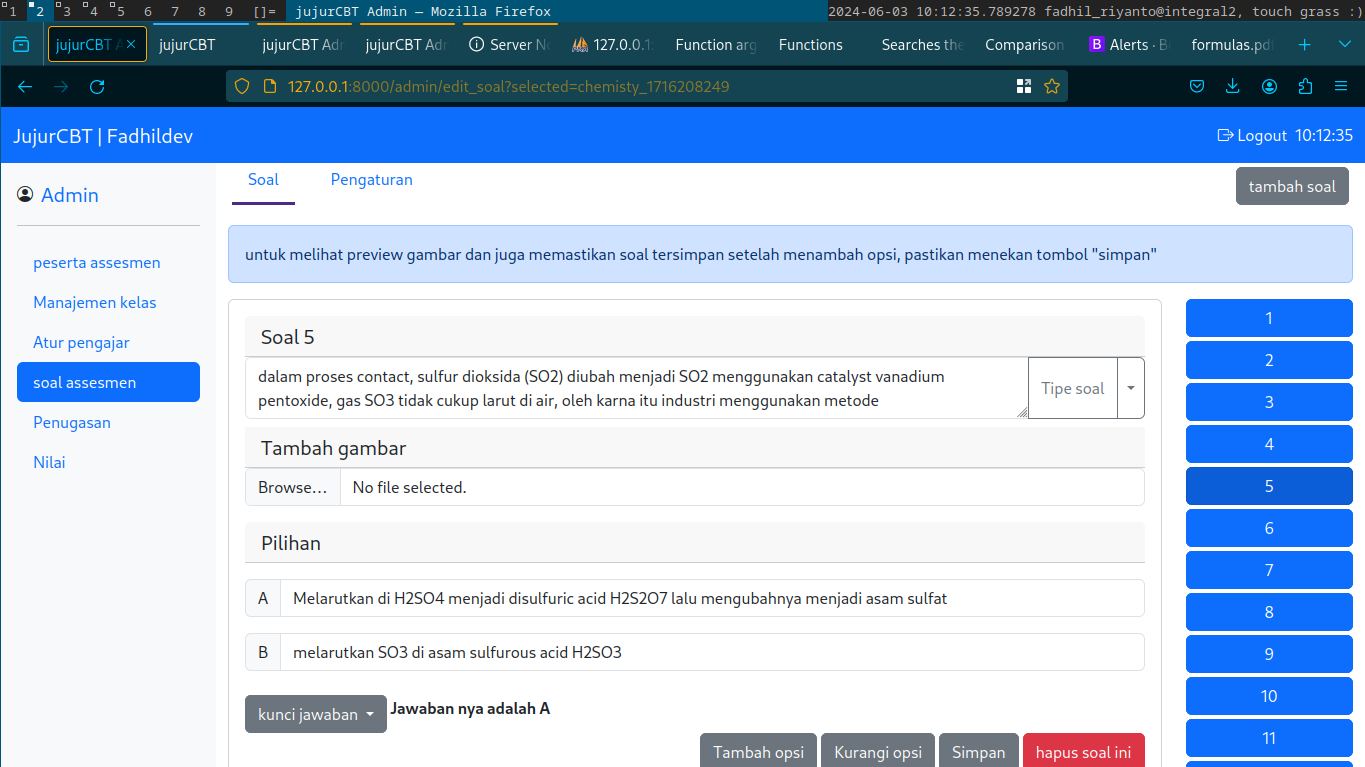 1 2 3 4 5 6 7 8 9 []= jujurCBT Admin — Mozilla Firefox 2024-06-03 10:12:35.789278 fadhil_riyanto@integral2, touch grass :)
jujurCBT A jujurCBT jujurCBT Adr jujurCBT Adr Server N 127.0.0.1: Function arg Functions Searches the Comparison B Alerts · B formulas.pd
127.0.0.1:8000/admin/edit_soal?selected=chemisty_1716208249
JujurCBT | Fadhildev Logout 10:12:35
Admin
peserta assesmen
Manajemen kelas
Atur pengajar
soal assesmen
Penugasan
Nilai
Soal Pengaturan tambah soal
untuk melihat preview gambar dan juga memastikan soal tersimpan setelah menambah opsi, pastikan menekan tombol "simpan"
Soal 5
dalam proses contact, sulfur dioksida (SO2) diubah menjadi SO2 menggunakan catalyst vanadium
pentoxide, gas SO3 tidak cukup larut di air, oleh karna itu industri menggunakan metode
Tipe soal
Tambah gambar
Browse... No file selected.
Pilihan
A Melarutkan di H2SO4 menjadi disulfuric acid H2S2O7 lalu mengubahnya menjadi asam sulfat
B melarutkan SO3 di asam sulfurous acid H2SO3
kunci jawaban Jawaban nya adalah A
Tambah opsi Kurangi opsi Simpan hapus soal ini
1
2
3
4
5
6
7
8
9
10
11